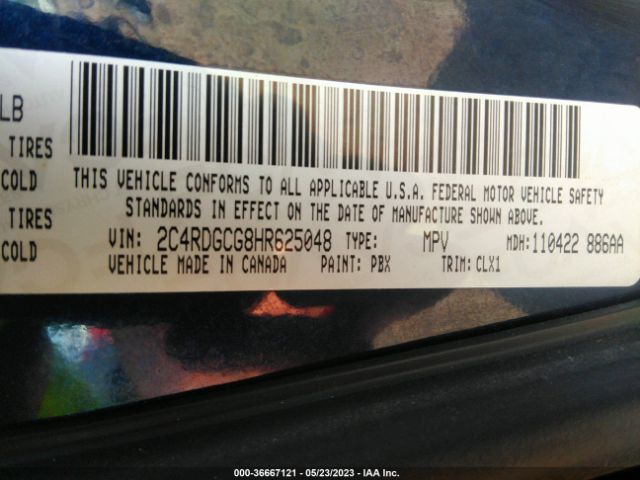 LB
TIRES
COLD
TIRES
COLD
THIS VEHICLE CONFORMS TO ALL APPLICABLE U.S.A. FEDERAL MOTOR VEHICLE SAFETY
STANDARDS IN EFFECT ON THE DATE OF MANUFACTURE SHOWN ABOVE.
VIN: 2C4RDGCG8HR625048 TYPE: MPV MDH: 110422 886AA
VEHICLE MADE IN CANADA PAINT: PBX TRIM: CLX1
000-36667121 - 05/23/2023 - IAA Inc.